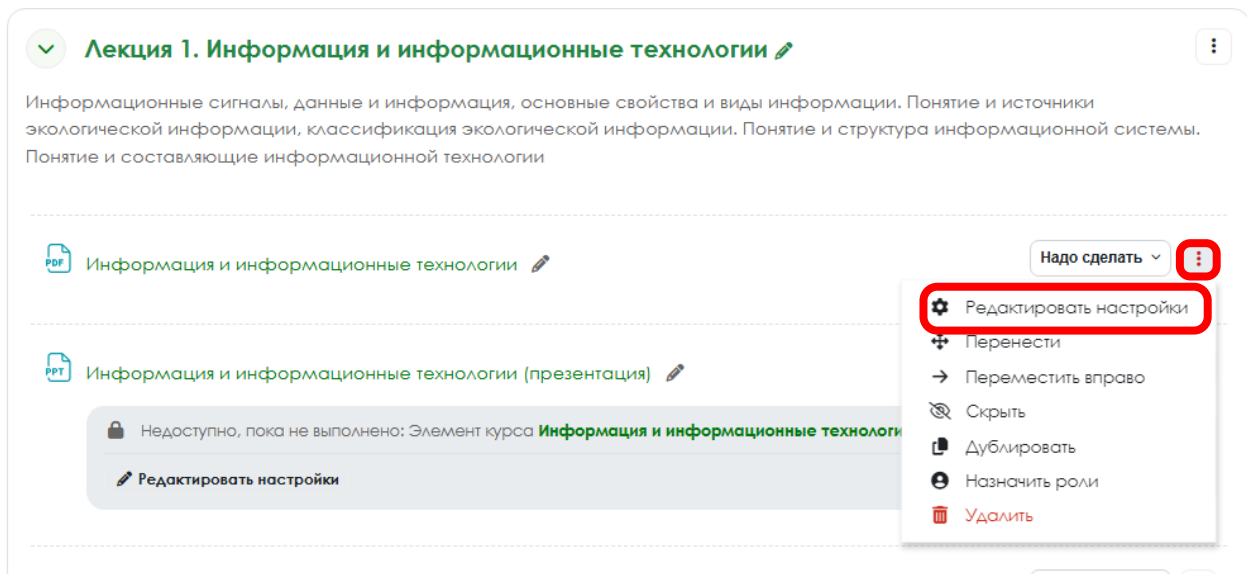 Лекция 1. Информация и информационные технологии
Информационные сигналы, данные и информация, основные свойства и виды информации. Понятие и источники
экологической информации, классификация экологической информации. Понятие и структура информационной системы.
Понятие и составляющие информационной технологии
PDF
Информация и информационные технологии
Надо сделать
Редактировать настройки
Перенести
Переместить вправо
Скрыть
Дублировать
Назначить роли
Удалить
PPT
Информация и информационные технологии (презентация)
Недоступно, пока не выполнено: Элемент курса Информация и информационные технологи
Редактировать настройки